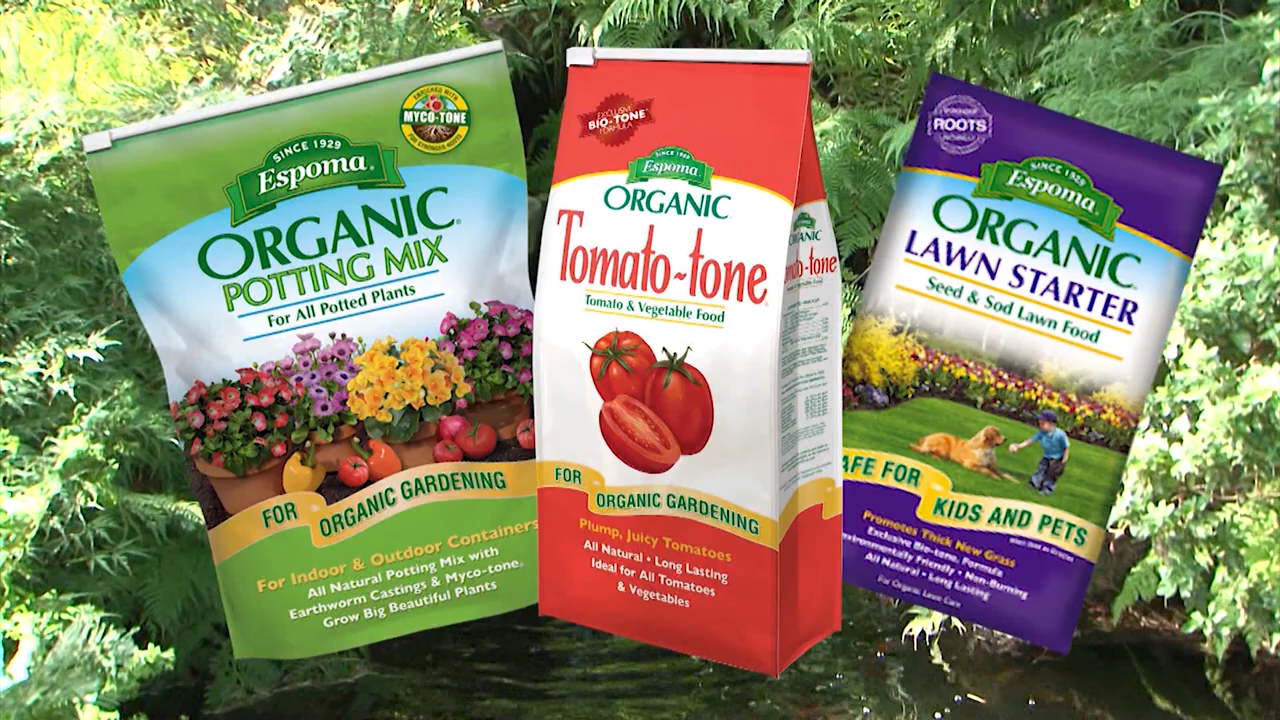 ENRICHED WITH
MYCO-TONE
FOR STRONGER ROOTS
SINCE 1929
Espoma®
ORGANIC®
POTTING MIX
For All Potted Plants
FOR ORGANIC GARDENING
For Indoor & Outdoor Containers
All Natural Potting Mix with
Earthworm Castings & Myco-tone®
Grow Big Beautiful Plants
EXCLUSIVE
BIO-TONE®
FORMULA
SINCE 1929
Espoma
ORGANIC
Tomato~tone
Tomato & Vegetable Food
FOR ORGANIC GARDENING
Plump, Juicy Tomatoes
All Natural • Long Lasting
Ideal for All Tomatoes
& Vegetables
Espoma
ORGANIC
mato-tone
ROOTS
SINCE 1929
Espoma
ORGANIC
LAWN STARTER
Seed & Sod Lawn Food
AFE FOR KIDS AND PETS
Promotes Thick New Grass
Exclusive Bio-tone® Formula
nvironmentally Friendly • Non-Burning
All Natural • Long Lasting
For Organic Lawn Care